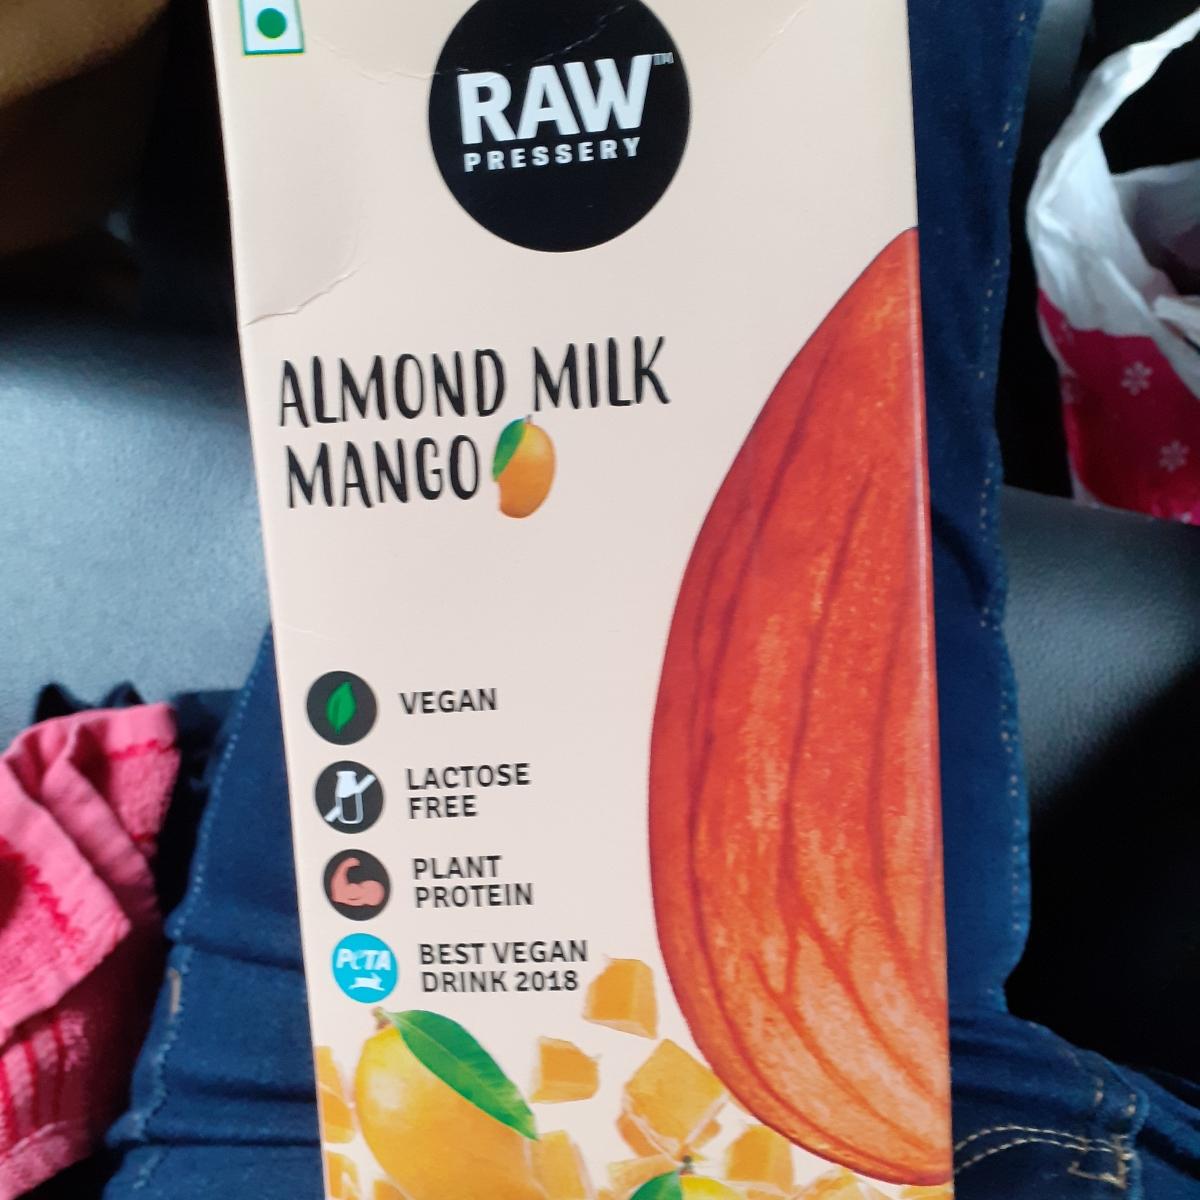 RAW™
PRESSERY
ALMOND MILK
MANGO
VEGAN
LACTOSE
FREE
PLANT
PROTEIN
PETA
BEST VEGAN
DRINK 2018